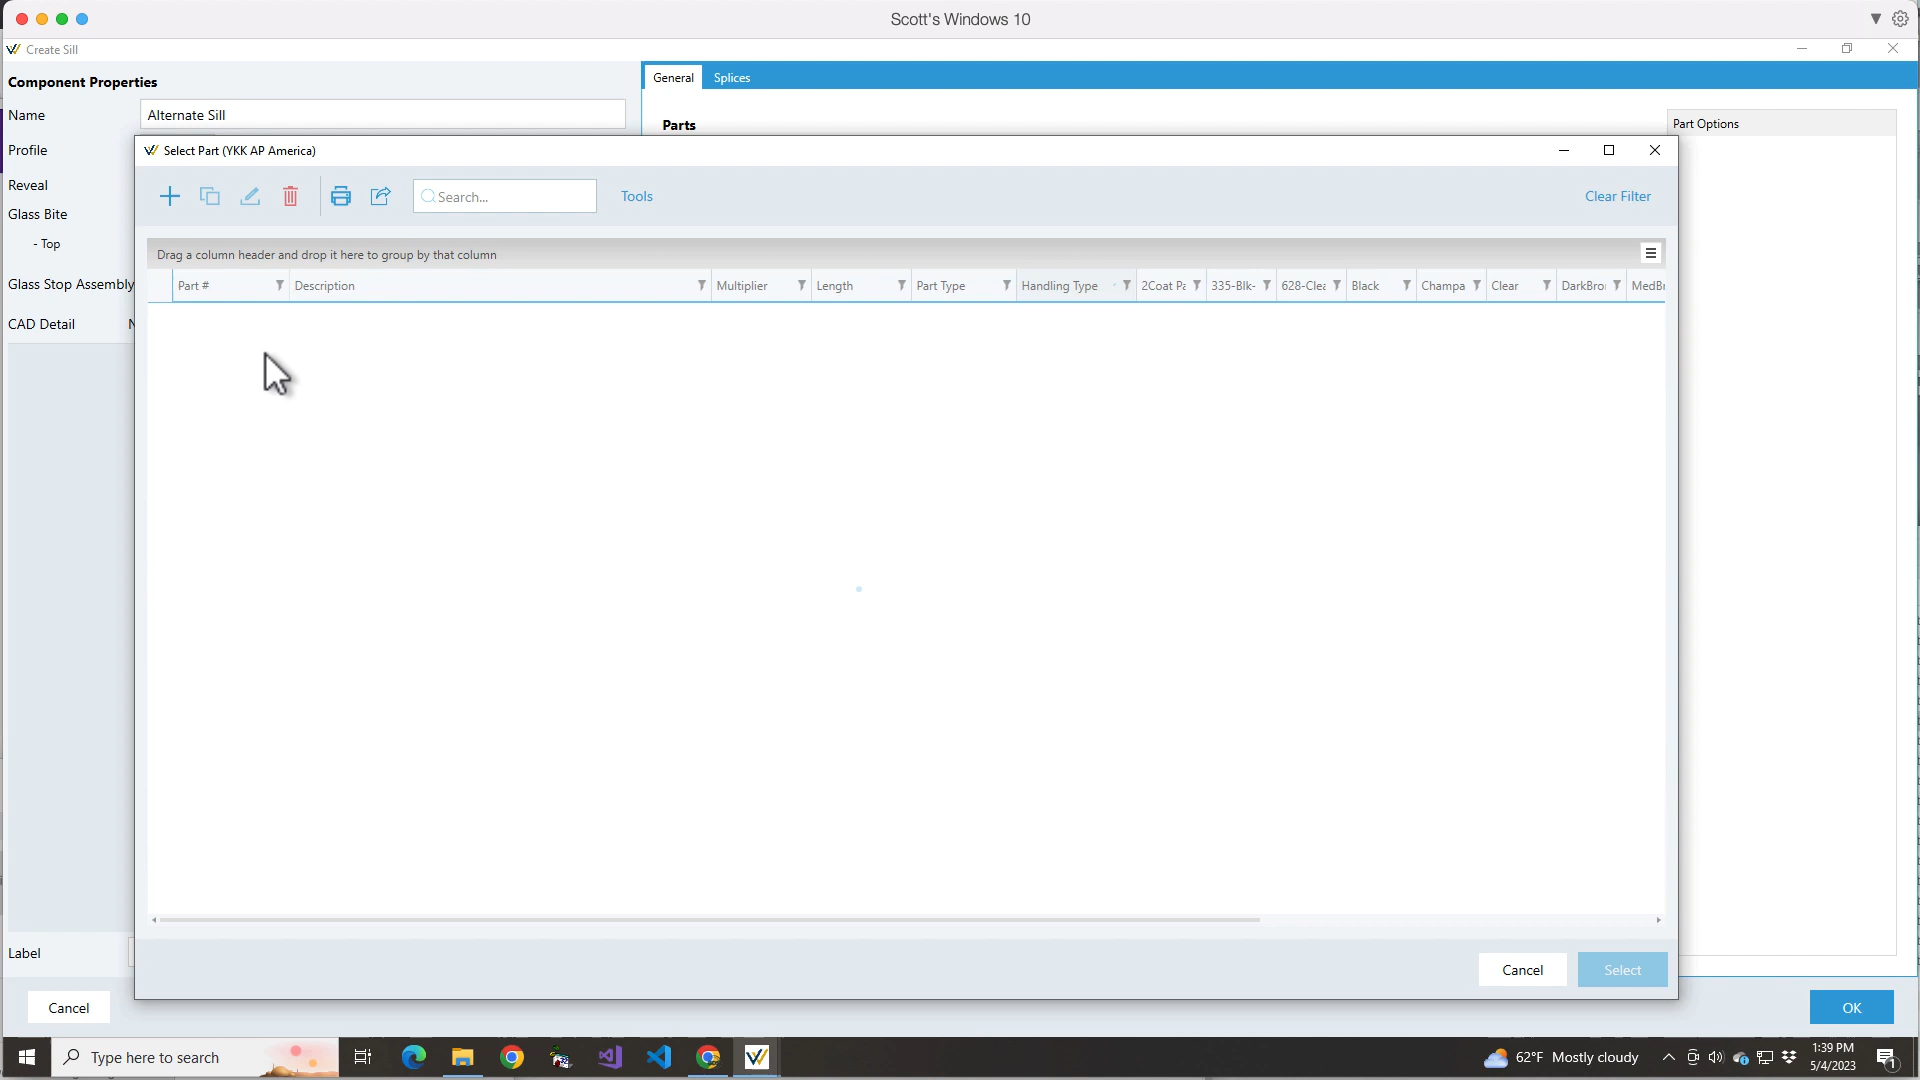 Scott's Windows 10
Create Sill
Component Properties
Name
Alternate Sill
Profile
Reveal
Glass Bite
- Top
Glass Stop Assembly
CAD Detail
Label
Cancel
General
Splices
Parts
Part Options
OK
Select Part (YKK AP America)
Search...
Tools
Clear Filter
Drag a column header and drop it here to group by that column
Part #
Description
Multiplier
Length
Part Type
Handling Type
2Coat Pa
335-Blk-
628-Clea
Black
Champa
Clear
DarkBro
MedBr
Cancel
Select
Type here to search
62°F Mostly cloudy
1:39 PM
5/4/2023
1